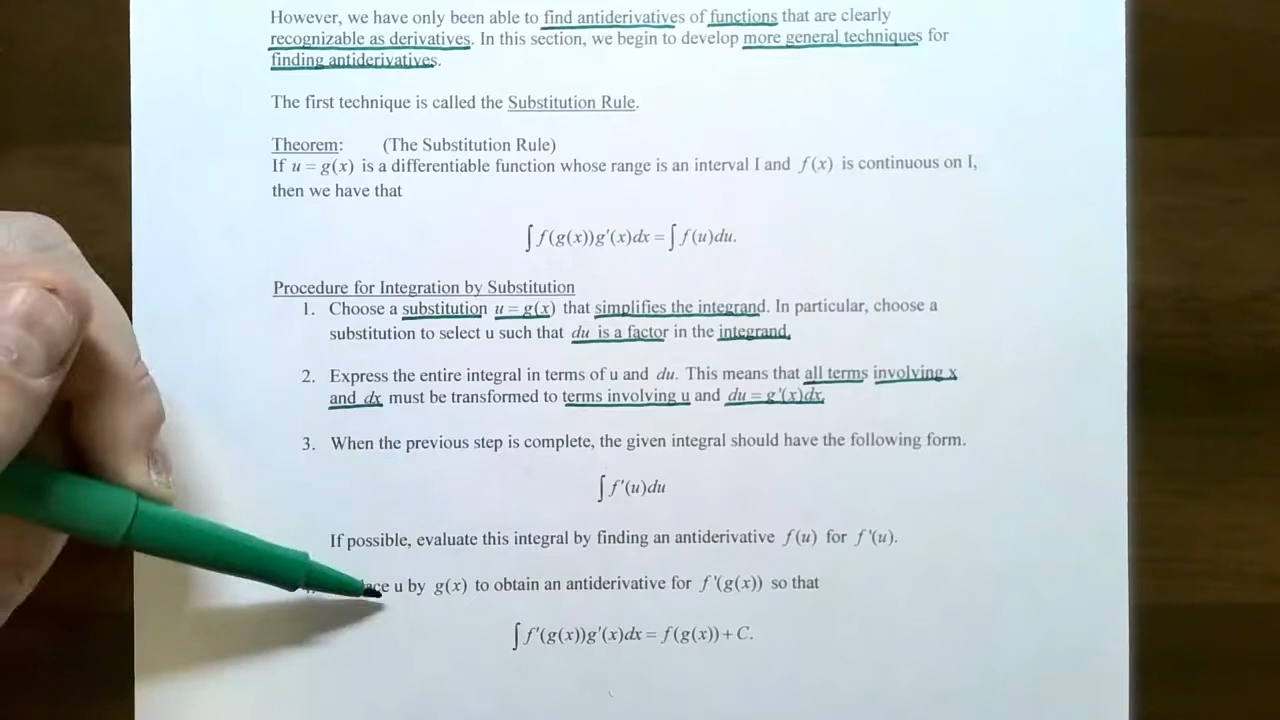 However, we have only been able to find antiderivatives of functions that are clearly
recognizable as derivatives. In this section, we begin to develop more general techniques for
finding antiderivatives.
The first technique is called the Substitution Rule.
Theorem: (The Substitution Rule)
If u = g(x) is a differentiable function whose range is an interval I and f(x) is continuous on I,
then we have that
∫ f(g(x))g'(x)dx = ∫ f(u)du.
Procedure for Integration by Substitution
1. Choose a substitution u = g(x) that simplifies the integrand. In particular, choose a
substitution to select u such that du is a factor in the integrand.
2. Express the entire integral in terms of u and du. This means that all terms involving x
and dx must be transformed to terms involving u and du = g'(x)dx.
3. When the previous step is complete, the given integral should have the following form.
∫ f'(u)du
If possible, evaluate this integral by finding an antiderivative f(u) for f'(u).
u by g(x) to obtain an antiderivative for f'(g(x)) so that
∫ f'(g(x))g'(x)dx = f(g(x)) + C.